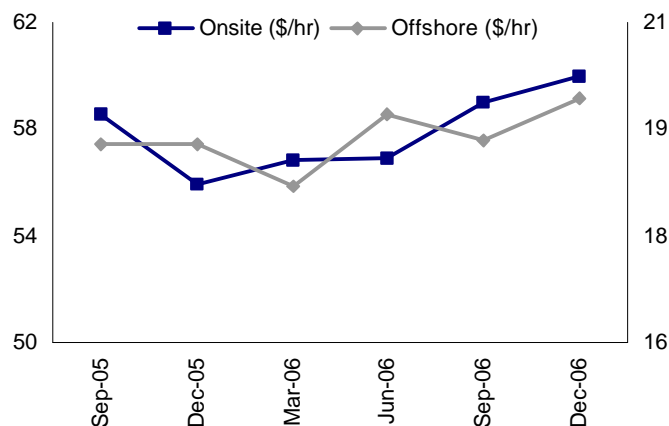 62 Onsite ($/hr) Offshore ($/hr) 21
58 19
54 18
50 16
Sep-05 Dec-05 Mar-06 Jun-06 Sep-06 Dec-06